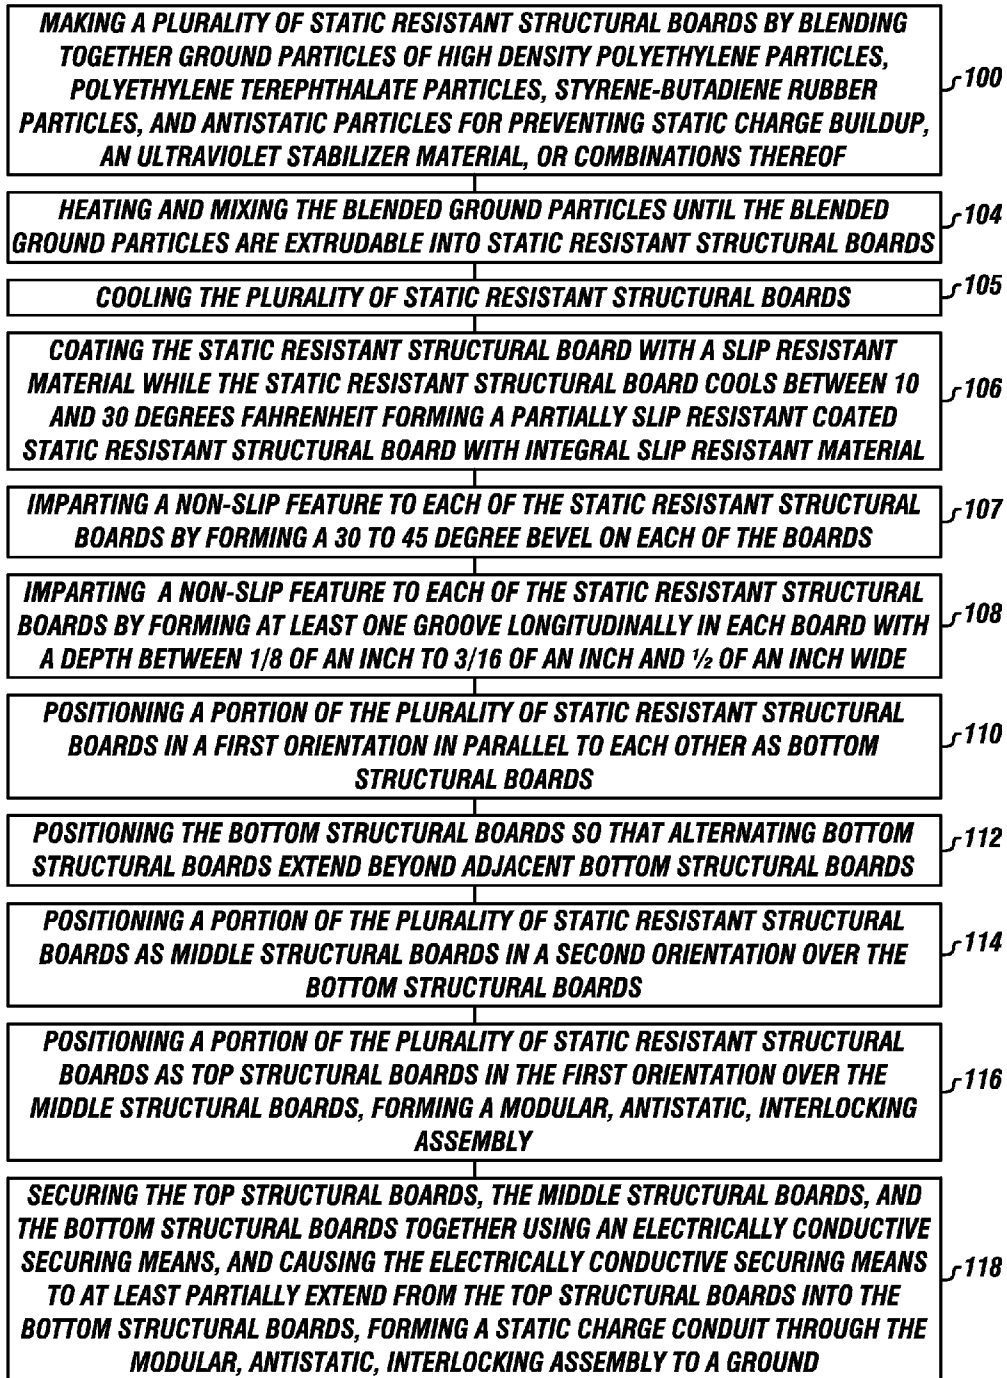 MAKING A PLURALITY OF STATIC RESISTANT STRUCTURAL BOARDS BY BLENDING
TOGETHER GROUND PARTICLES OF HIGH DENSITY POLYETHYLENE PARTICLES,
POLYETHYLENE TEREPHTHALATE PARTICLES, STYRENE-BUTADIENE RUBBER
PARTICLES, AND ANTISTATIC PARTICLES FOR PREVENTING STATIC CHARGE BUILDUP,
AN ULTRAVIOLET STABILIZER MATERIAL, OR COMBINATIONS THEREOF
100
HEATING AND MIXING THE BLENDED GROUND PARTICLES UNTIL THE BLENDED
GROUND PARTICLES ARE EXTRUDABLE INTO STATIC RESISTANT STRUCTURAL BOARDS
104
COOLING THE PLURALITY OF STATIC RESISTANT STRUCTURAL BOARDS
105
COATING THE STATIC RESISTANT STRUCTURAL BOARD WITH A SLIP RESISTANT
MATERIAL WHILE THE STATIC RESISTANT STRUCTURAL BOARD COOLS BETWEEN 10
AND 30 DEGREES FAHRENHEIT FORMING A PARTIALLY SLIP RESISTANT COATED
STATIC RESISTANT STRUCTURAL BOARD WITH INTEGRAL SLIP RESISTANT MATERIAL
106
IMPARTING A NON-SLIP FEATURE TO EACH OF THE STATIC RESISTANT STRUCTURAL
BOARDS BY FORMING A 30 TO 45 DEGREE BEVEL ON EACH OF THE BOARDS
107
IMPARTING A NON-SLIP FEATURE TO EACH OF THE STATIC RESISTANT STRUCTURAL
BOARDS BY FORMING AT LEAST ONE GROOVE LONGITUDINALLY IN EACH BOARD WITH
A DEPTH BETWEEN 1/8 OF AN INCH TO 3/16 OF AN INCH AND ½ OF AN INCH WIDE
108
POSITIONING A PORTION OF THE PLURALITY OF STATIC RESISTANT STRUCTURAL
BOARDS IN A FIRST ORIENTATION IN PARALLEL TO EACH OTHER AS BOTTOM
STRUCTURAL BOARDS
110
POSITIONING THE BOTTOM STRUCTURAL BOARDS SO THAT ALTERNATING BOTTOM
STRUCTURAL BOARDS EXTEND BEYOND ADJACENT BOTTOM STRUCTURAL BOARDS
112
POSITIONING A PORTION OF THE PLURALITY OF STATIC RESISTANT STRUCTURAL
BOARDS AS MIDDLE STRUCTURAL BOARDS IN A SECOND ORIENTATION OVER THE
BOTTOM STRUCTURAL BOARDS
114
POSITIONING A PORTION OF THE PLURALITY OF STATIC RESISTANT STRUCTURAL
BOARDS AS TOP STRUCTURAL BOARDS IN THE FIRST ORIENTATION OVER THE
MIDDLE STRUCTURAL BOARDS, FORMING A MODULAR, ANTISTATIC, INTERLOCKING
ASSEMBLY
116
SECURING THE TOP STRUCTURAL BOARDS, THE MIDDLE STRUCTURAL BOARDS, AND
THE BOTTOM STRUCTURAL BOARDS TOGETHER USING AN ELECTRICALLY CONDUCTIVE
SECURING MEANS, AND CAUSING THE ELECTRICALLY CONDUCTIVE SECURING MEANS
TO AT LEAST PARTIALLY EXTEND FROM THE TOP STRUCTURAL BOARDS INTO THE
BOTTOM STRUCTURAL BOARDS, FORMING A STATIC CHARGE CONDUIT THROUGH THE
MODULAR, ANTISTATIC, INTERLOCKING ASSEMBLY TO A GROUND
118